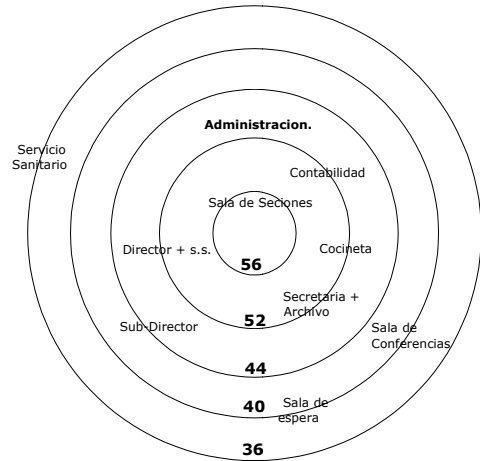 Administracion.
Servicio
Sanitario
Contabilidad
Sala de Seciones
Director + s.s.
Cocineta
56
Secretaria +
Archivo
52
Sub-Director
Sala de
Conferencias
44
40
Sala de
espera
36